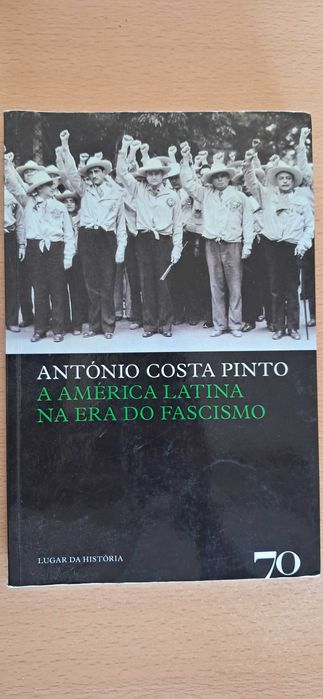 ANTÓNIO COSTA PINTO
A AMÉRICA LATINA
NA ERA DO FASCISMO
LUGAR DA HISTÓRIA
70